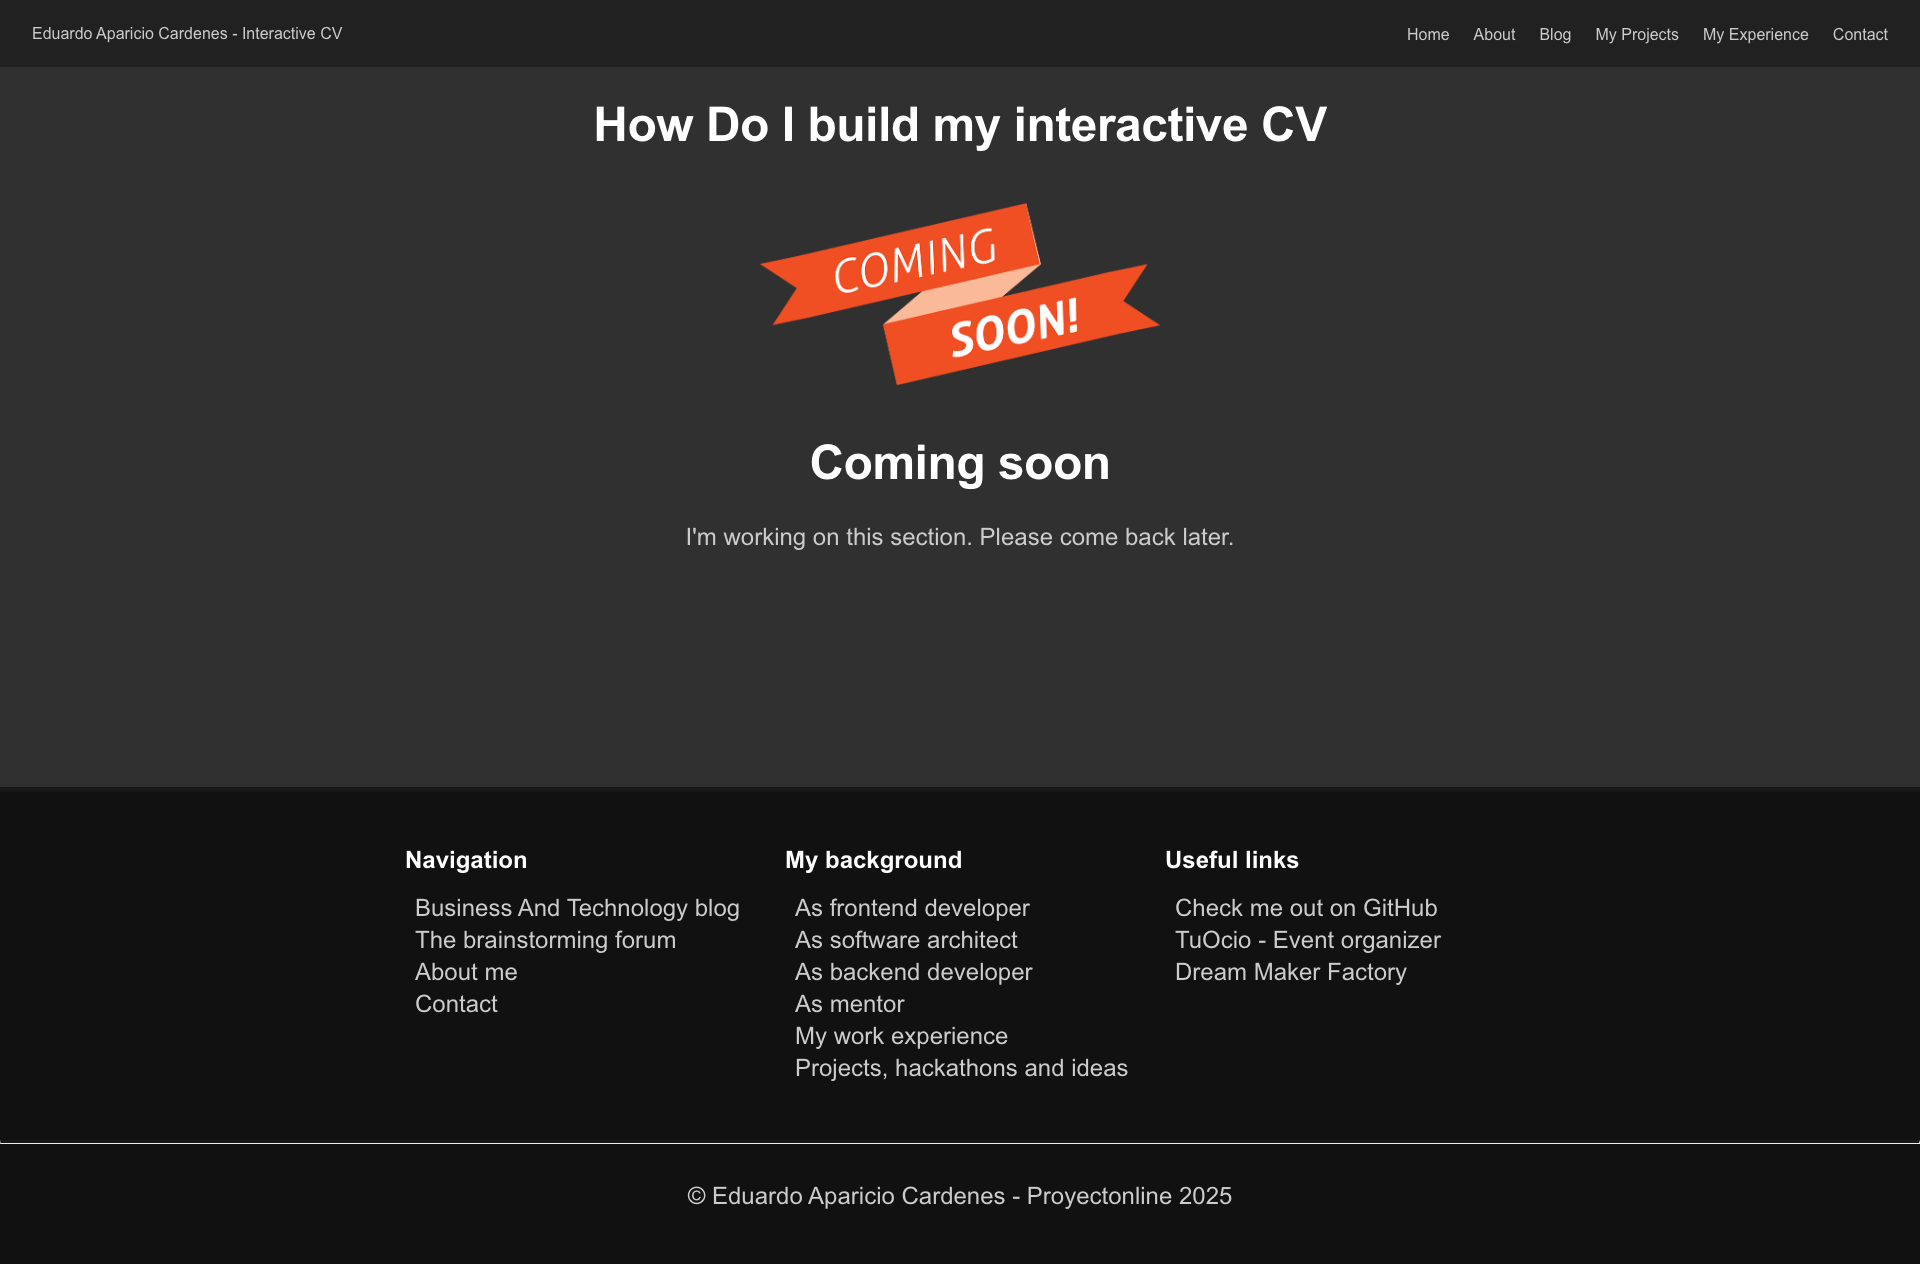 Eduardo Aparicio Cardenes - Interactive CV
Home About Blog My Projects My Experience Contact
How Do I build my interactive CV
COMING
SOON!
Coming soon
I'm working on this section. Please come back later.
Navigation
Business And Technology blog
The brainstorming forum
About me
Contact
My background
As frontend developer
As software architect
As backend developer
As mentor
My work experience
Projects, hackathons and ideas
Useful links
Check me out on GitHub
TuOcio - Event organizer
Dream Maker Factory
© Eduardo Aparicio Cardenes - Proyectonline 2025